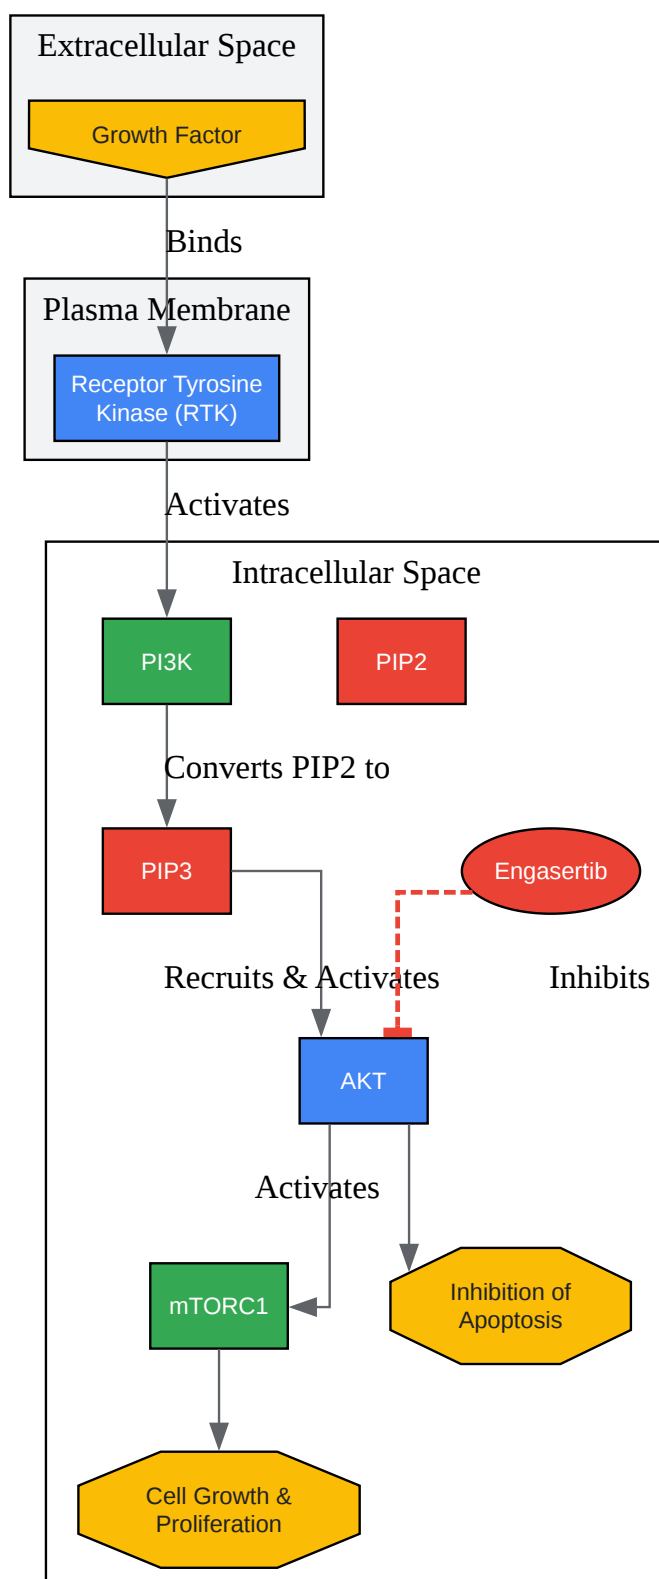 Extracellular Space
Growth Factor
Binds
Plasma Membrane
Receptor Tyrosine
Kinase (RTK)
Activates
Intracellular Space
PI3K
PIP2
Converts PIP2 to
PIP3
Engasertib
Recruits & Activates
Inhibits
AKT
Activates
mTORC1
Inhibition of
Apoptosis
Cell Growth &
Proliferation